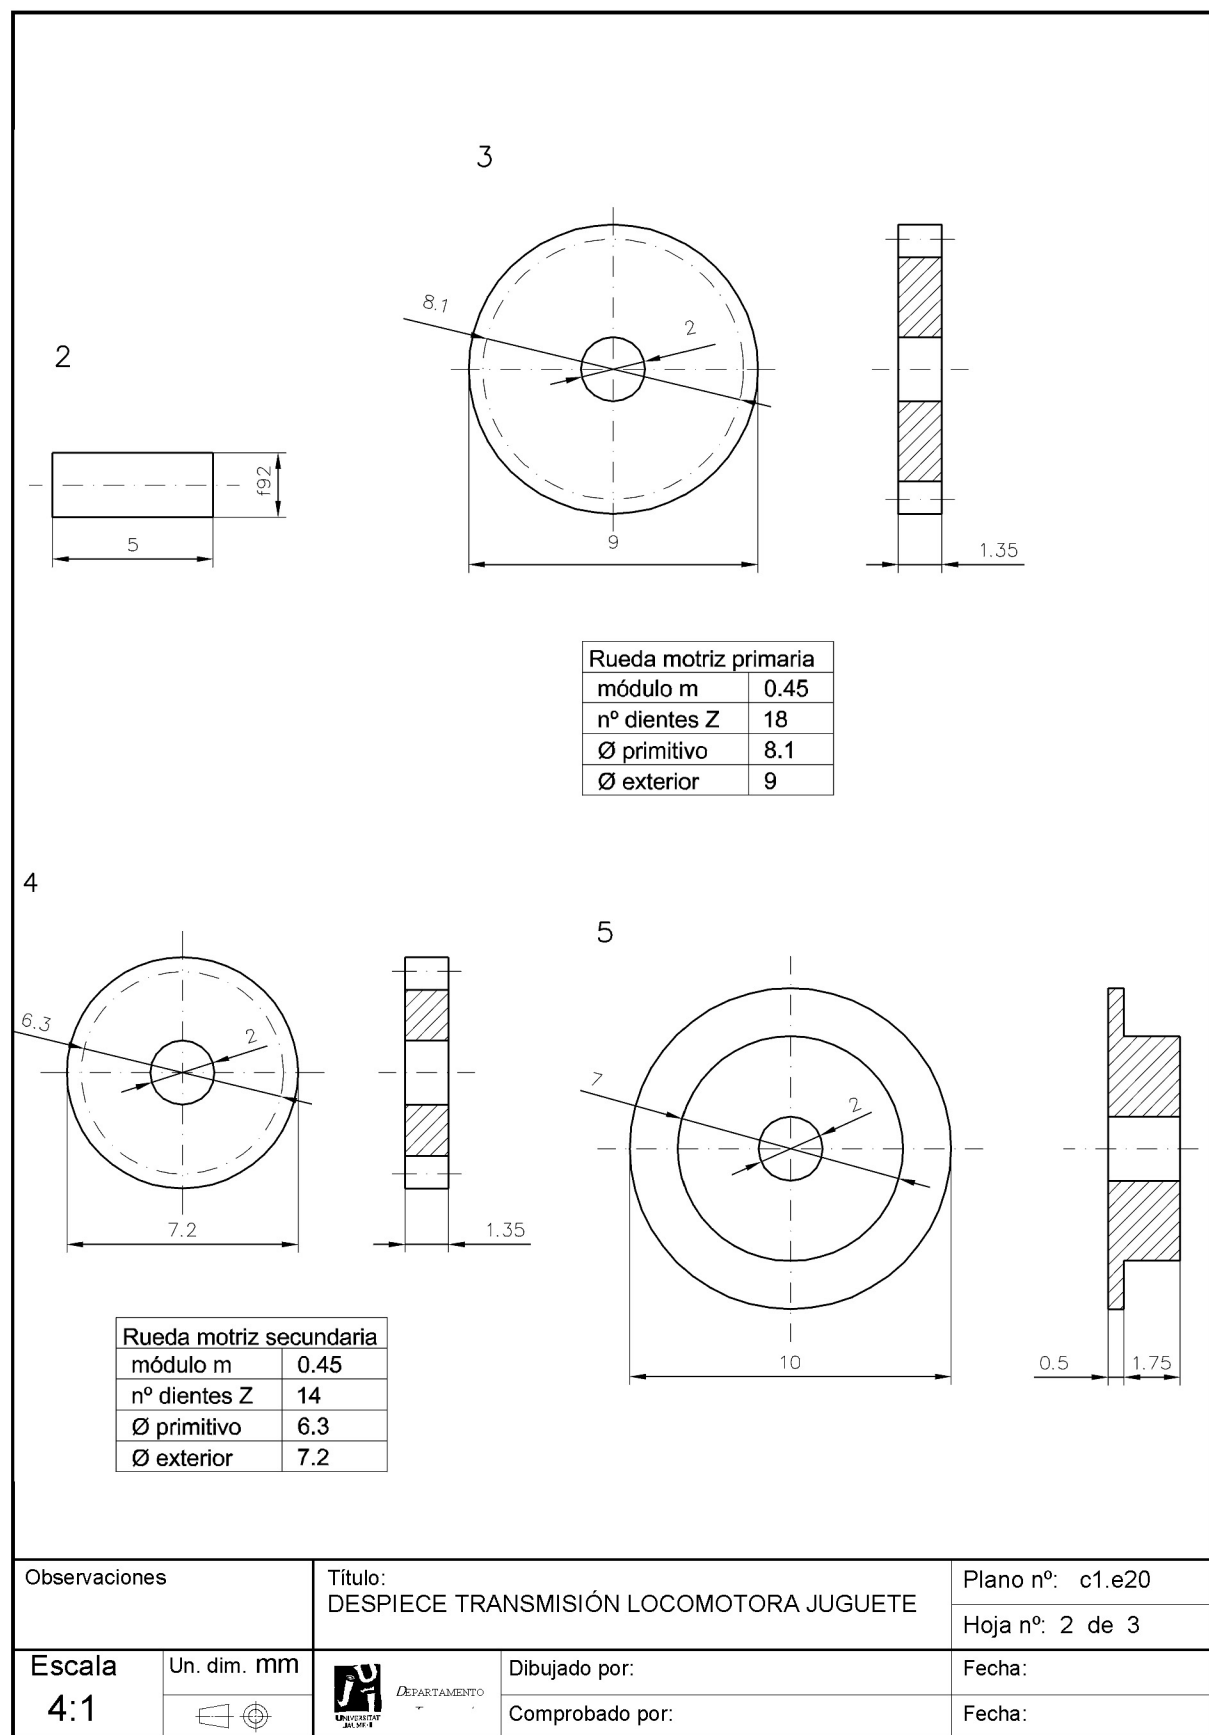 3
8.1
2
9
1.35
2
f92
5
Rueda motriz primaria
módulo m 0.45
nº dientes Z 18
Ø primitivo 8.1
Ø exterior 9
4
6.3
2
7.2
1.35
5
7
2
10
0.5 1.75
Rueda motriz secundaria
módulo m 0.45
nº dientes Z 14
Ø primitivo 6.3
Ø exterior 7.2
Observaciones
Título:
DESPIECE TRANSMISIÓN LOCOMOTORA JUGUETE
Plano nº: c1.e20
Hoja nº: 2 de 3
Escala
4:1
Un. dim. mm
UJI
UNIVERSITAT
JAUME·I
DEPARTAMENTO
Dibujado por:
Fecha:
Comprobado por:
Fecha: